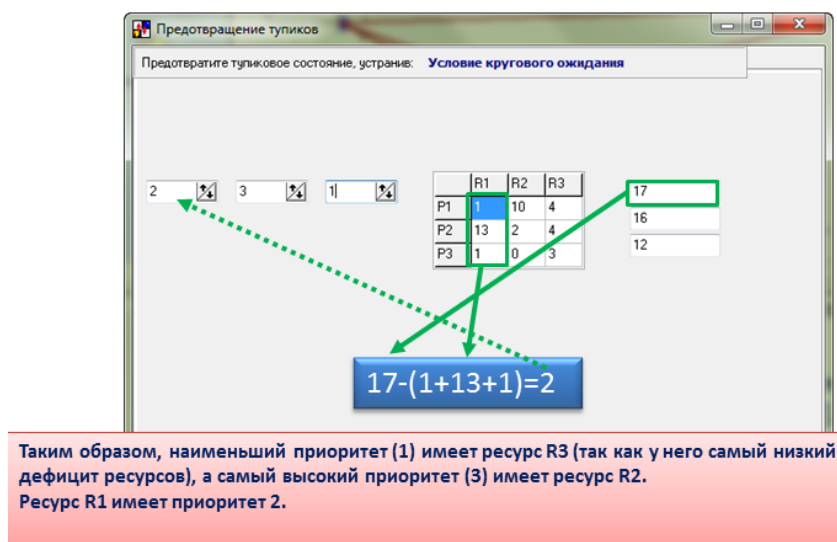 Предотвращение тупиков
Предотвратите тупиковое состояние, устранив: Условие кругового ожидания
2 3 1
R1 R2 R3
P1 1 10 4
P2 13 2 4
P3 1 0 3
17
16
12
17-(1+13+1)=2
Таким образом, наименьший приоритет (1) имеет ресурс R3 (так как у него самый низкий
дефицит ресурсов), а самый высокий приоритет (3) имеет ресурс R2.
Ресурс R1 имеет приоритет 2.